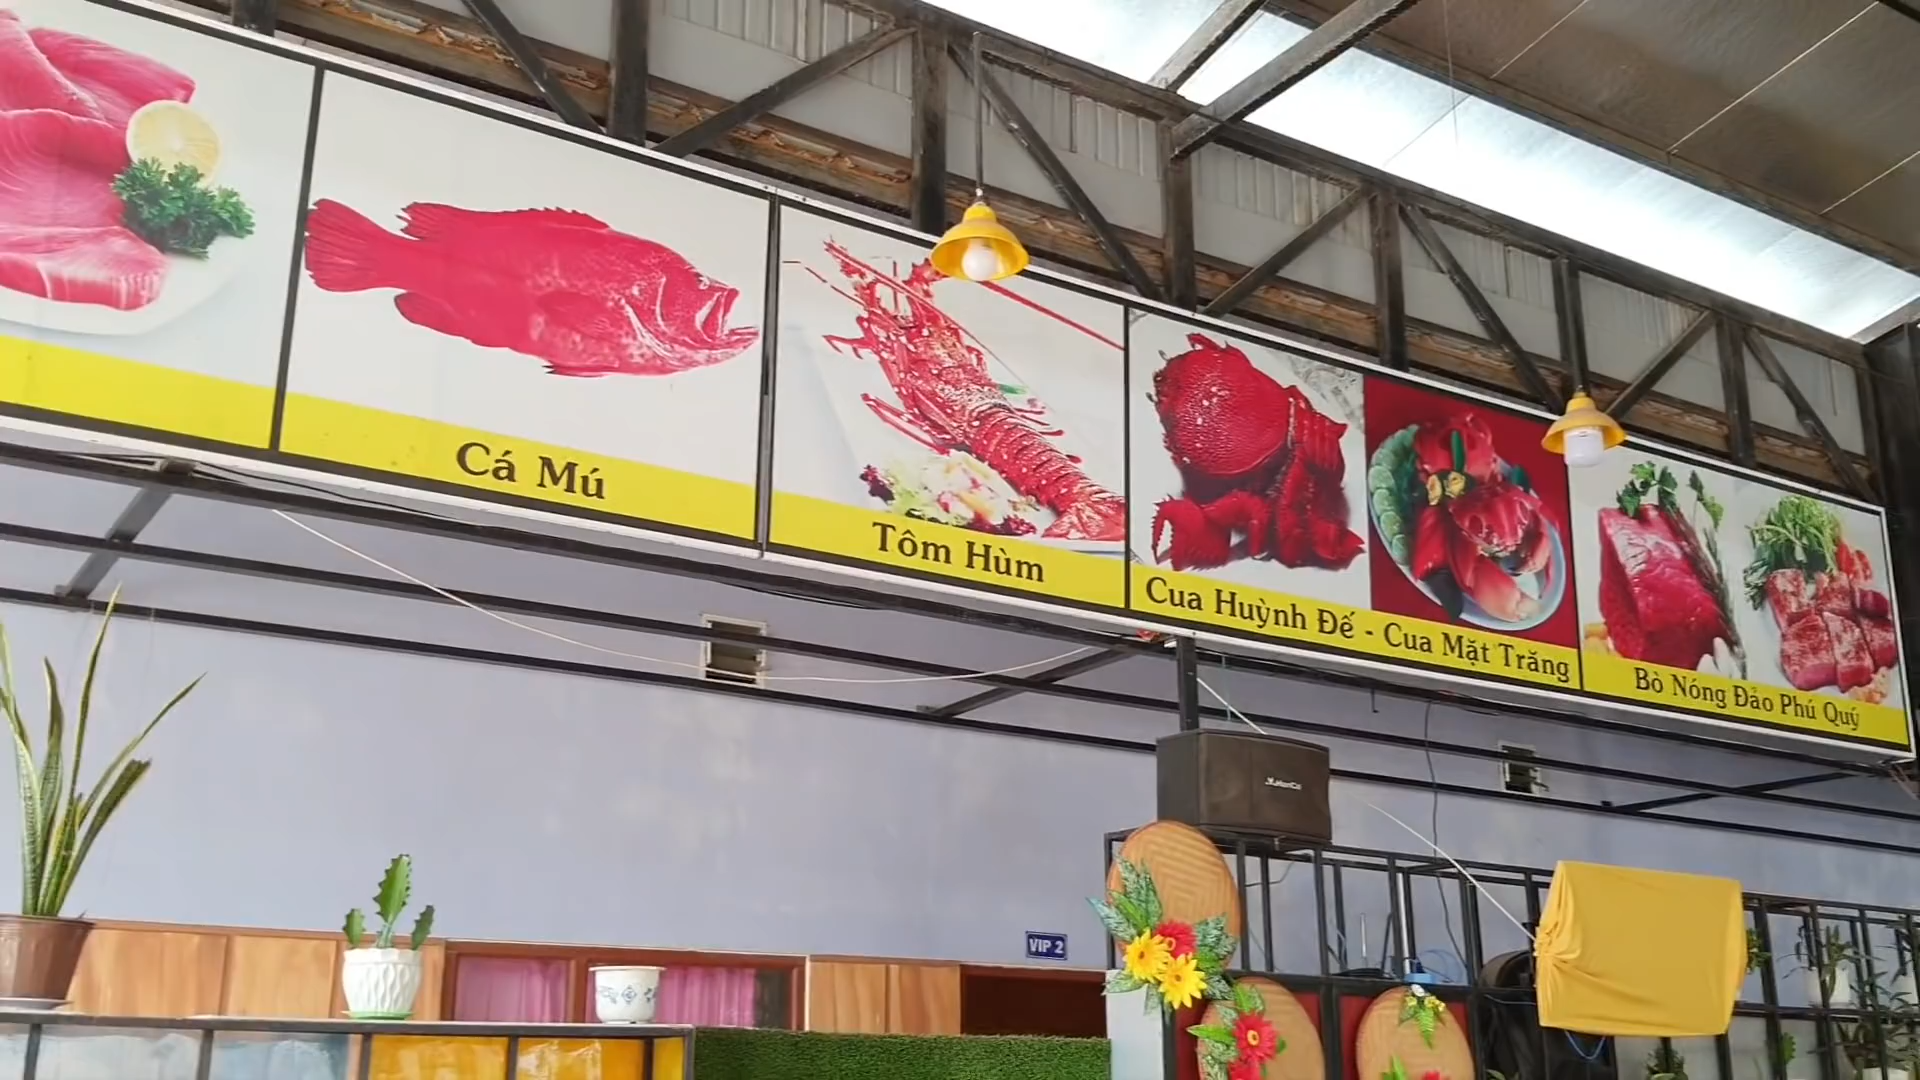 Cá Mú
Tôm Hùm
Cua Huỳnh Đế - Cua Mặt Trăng
Bò Nóng Đảo Phú Quý
VIP 2